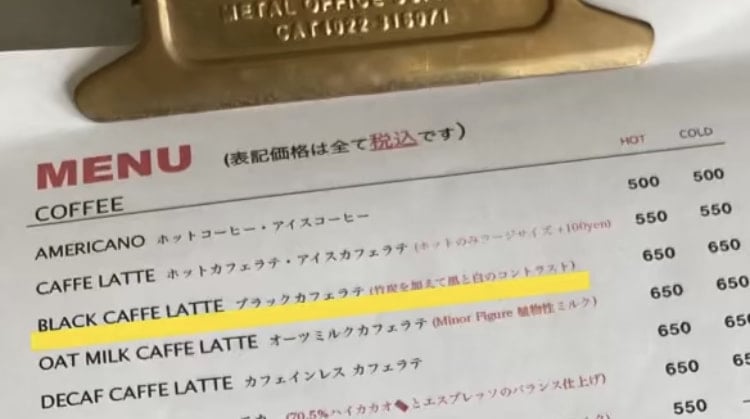 METAL OFFICE
MENU (表記価格は全て税込です) HOT COLD
COFFEE
AMERICANO ホットコーヒー・アイスコーヒー 500 500
CAFFE LATTE ホットカフェラテ・アイスカフェラテ (ホットのみラージサイズ+100yen) 550 550
BLACK CAFFE LATTE ブラックカフェラテ (竹炭を加えて黒と白のコントラスト) 650 650
OAT MILK CAFFE LATTE オーツミルクカフェラテ (Minor Figure 植物性ミルク) 650 650
DECAF CAFFE LATTE カフェインレス カフェラテ 650 650
(70.5%ハイカカオ🍫とエスプレッソのバランス仕上げ) 650 650
ミルク) 550